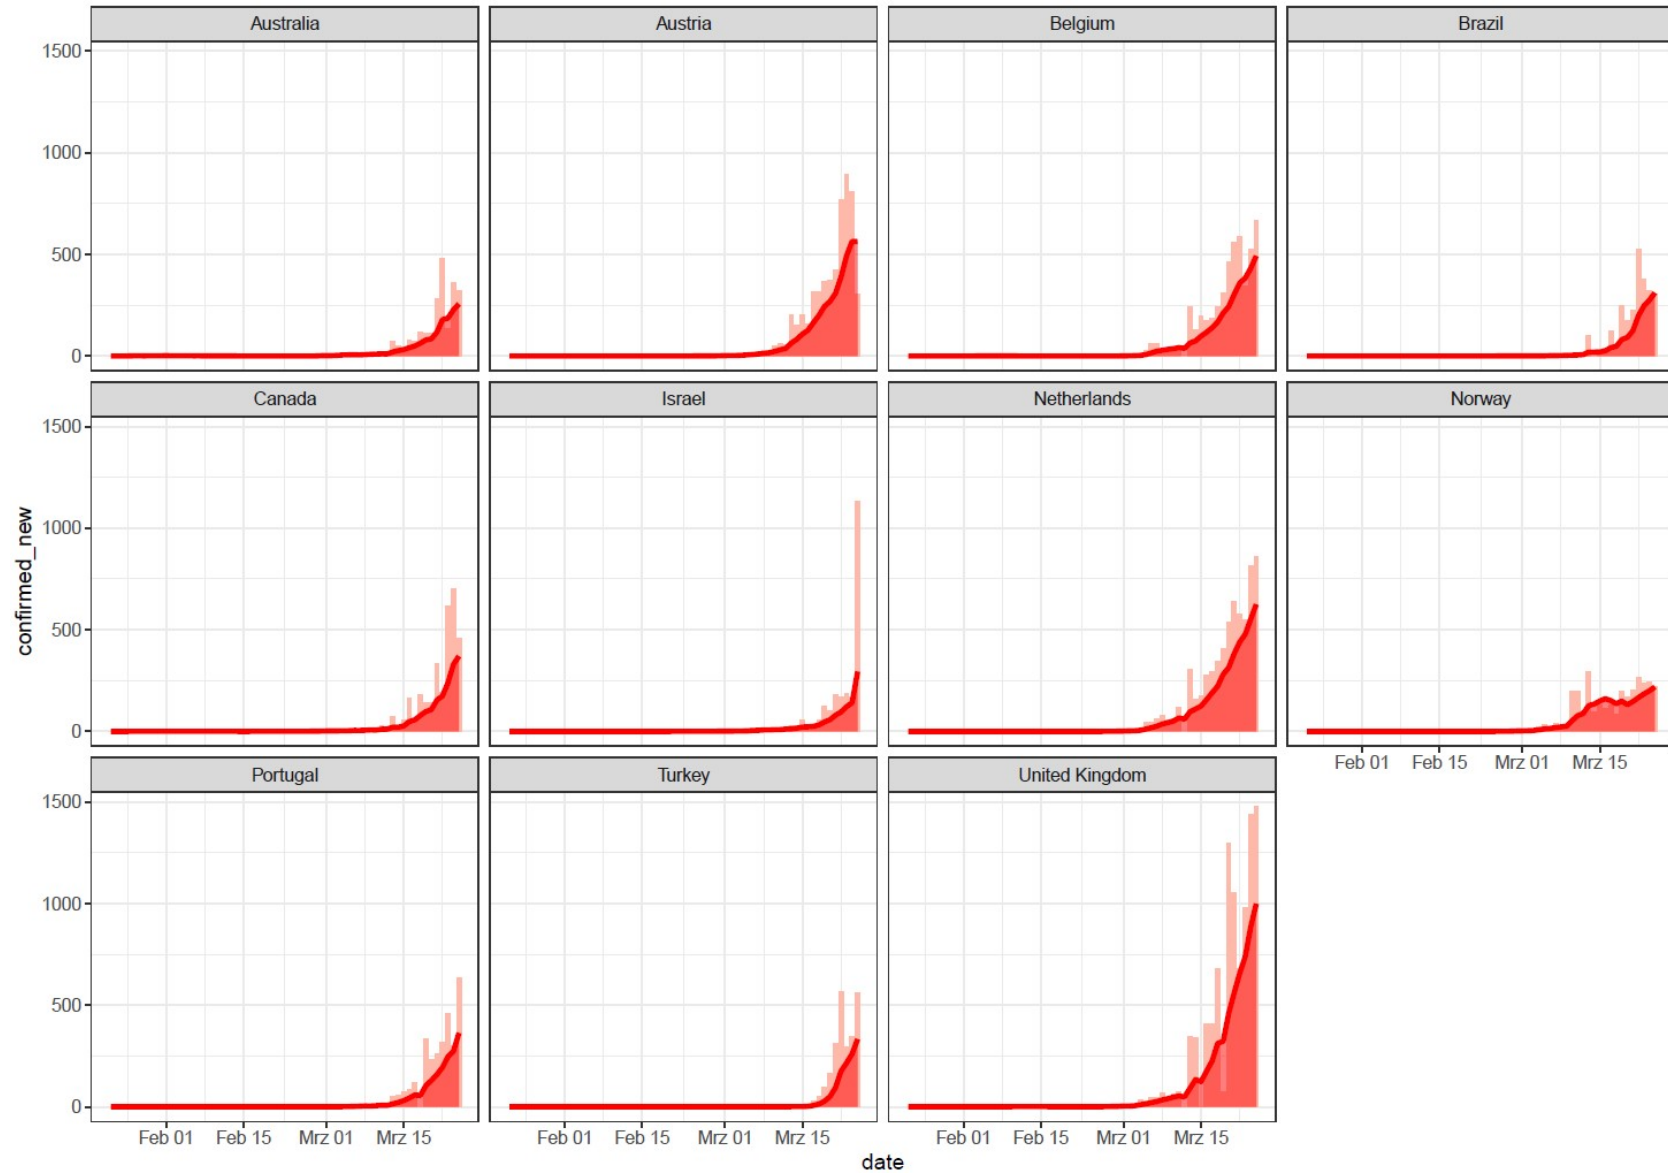 Australia Austria Belgium Brazil
1500
1000
500
0
Canada Israel Netherlands Norway
1500
1000
500
0
Feb 01 Feb 15 Mrz 01 Mrz 15
Portugal Turkey United Kingdom
1500
1000
500
0
Feb 01 Feb 15 Mrz 01 Mrz 15 Feb 01 Feb 15 Mrz 01 Mrz 15 Feb 01 Feb 15 Mrz 01 Mrz 15
date
confirmed_new